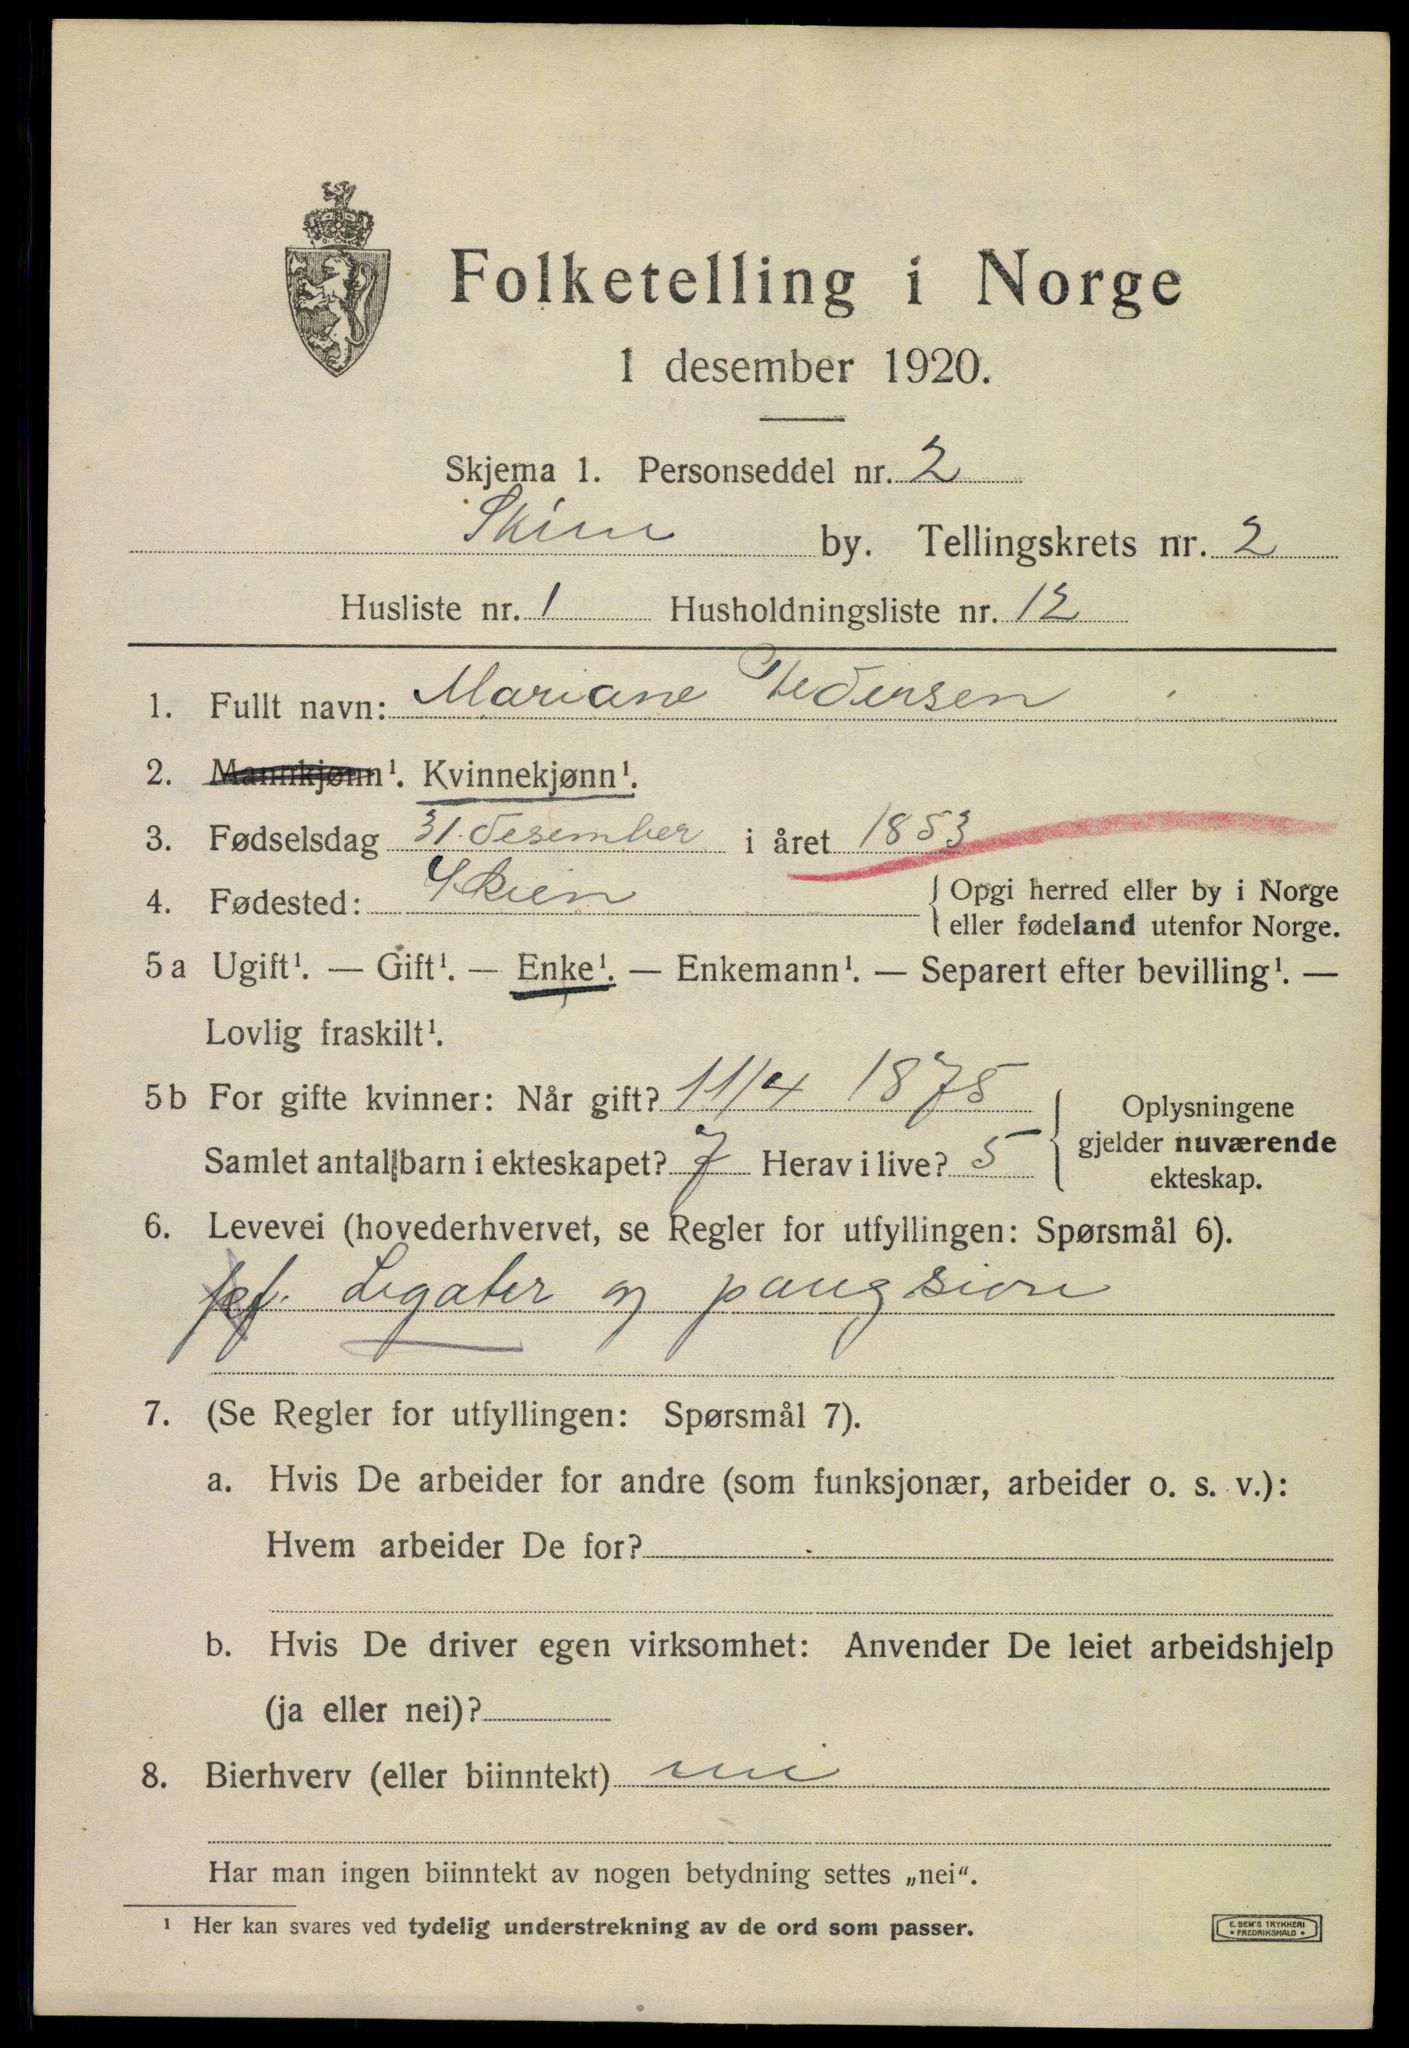 Folketelling i Norge
1 desember 1920.
Skjema 1. Personseddel nr. 2
Skien by. Tellingskrets nr. 2
Husliste nr. 1 Husholdningsliste nr. 12
1. Fullt navn: Mariane Pedersen
2. Mannkjønn¹. Kvinnekjønn¹.
3. Fødselsdag 31. desember i året 1853
4. Fødested: Skien { Opgi herred eller by i Norge
eller fødeland utenfor Norge.
5a Ugift¹. — Gift¹. — Enke¹. — Enkemann¹. — Separert efter bevilling¹. —
Lovlig fraskilt¹.
5b For gifte kvinner: Når gift? 11/4 1875
Samlet antall barn i ekteskapet? 7 Herav i live? 5
Oplysningene
gjelder nuværende
ekteskap.
6. Levevei (hovederhvervet, se Regler for utfyllingen: Spørsmål 6).
Legater og paugsion
7. (Se Regler for utfyllingen: Spørsmål 7).
a. Hvis De arbeider for andre (som funksjonær, arbeider o. s. v.):
Hvem arbeider De for?
b. Hvis De driver egen virksomhet: Anvender De leiet arbeidshjelp
(ja eller nei)?
8. Bierhverv (eller biinntekt) nei
Har man ingen biinntekt av nogen betydning settes „nei“.
¹ Her kan svares ved tydelig understrekning av de ord som passer.
E. SEM'S TRYKKERI
• FREDRIKSHALD •